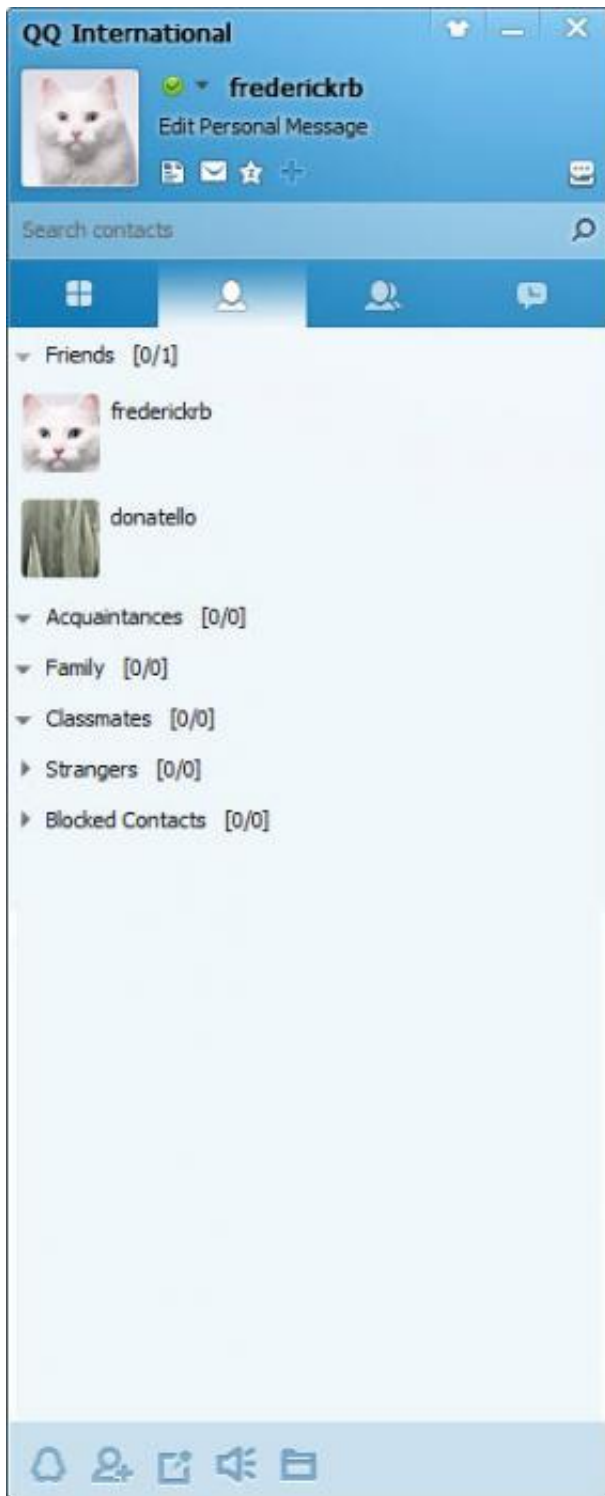 QQ International
frederickrb
Edit Personal Message
Search contacts
Friends [0/1]
frederickrb
donatello
Acquaintances [0/0]
Family [0/0]
Classmates [0/0]
Strangers [0/0]
Blocked Contacts [0/0]